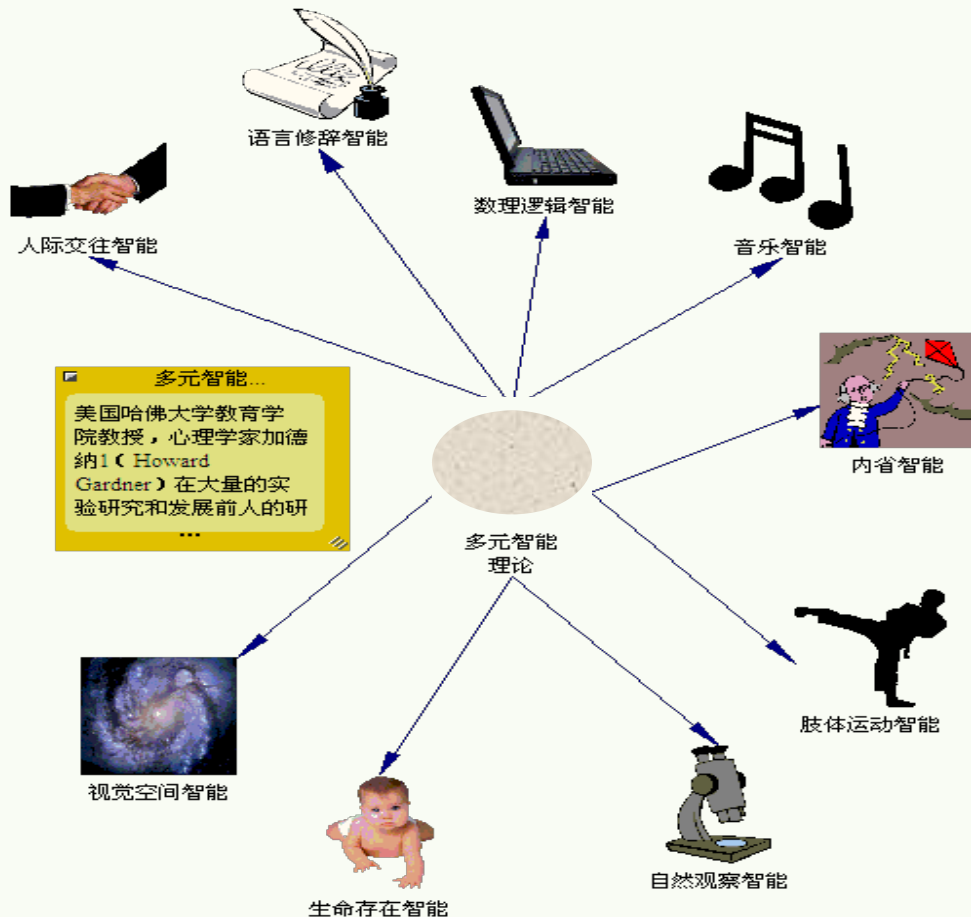 语言修辞智能
数理逻辑智能
人际交往智能
音乐智能
多元智能...
美国哈佛大学教育学
院教授，心理学家加德
纳1（Howard
Gardner）在大量的实
验研究和发展前人的研
...
内省智能
多元智能
理论
肢体运动智能
视觉空间智能
自然观察智能
生命存在智能